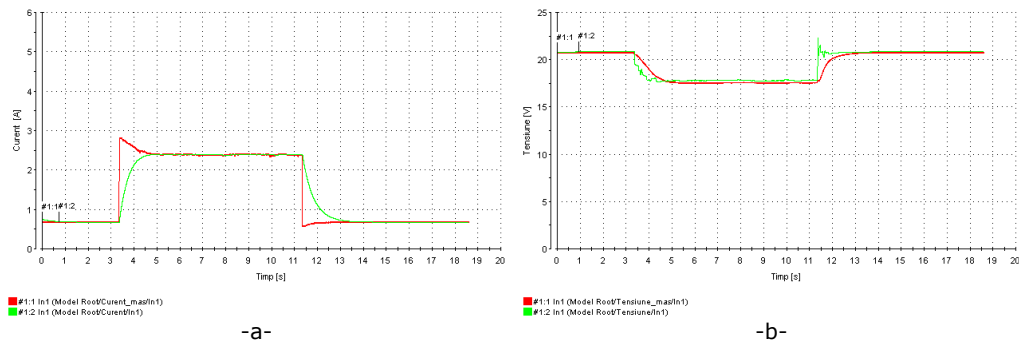 6
5
4
3
2
1
0
Curent [A]
#1:1 #1:2
0 1 2 3 4 5 6 7 8 9 10 11 12 13 14 15 16 17 18 19 20
Timp [s]
#1:1 In1 (Model Root/Curent_mas/In1)
#1:2 In1 (Model Root/Curent/In1)
-a-
25
20
15
10
5
0
Tensiune [V]
#1:1 #1:2
0 1 2 3 4 5 6 7 8 9 10 11 12 13 14 15 16 17 18 19 20
Timp [s]
#1:1 In1 (Model Root/Tensiune_mas/In1)
#1:2 In1 (Model Root/Tensiune/In1)
-b-